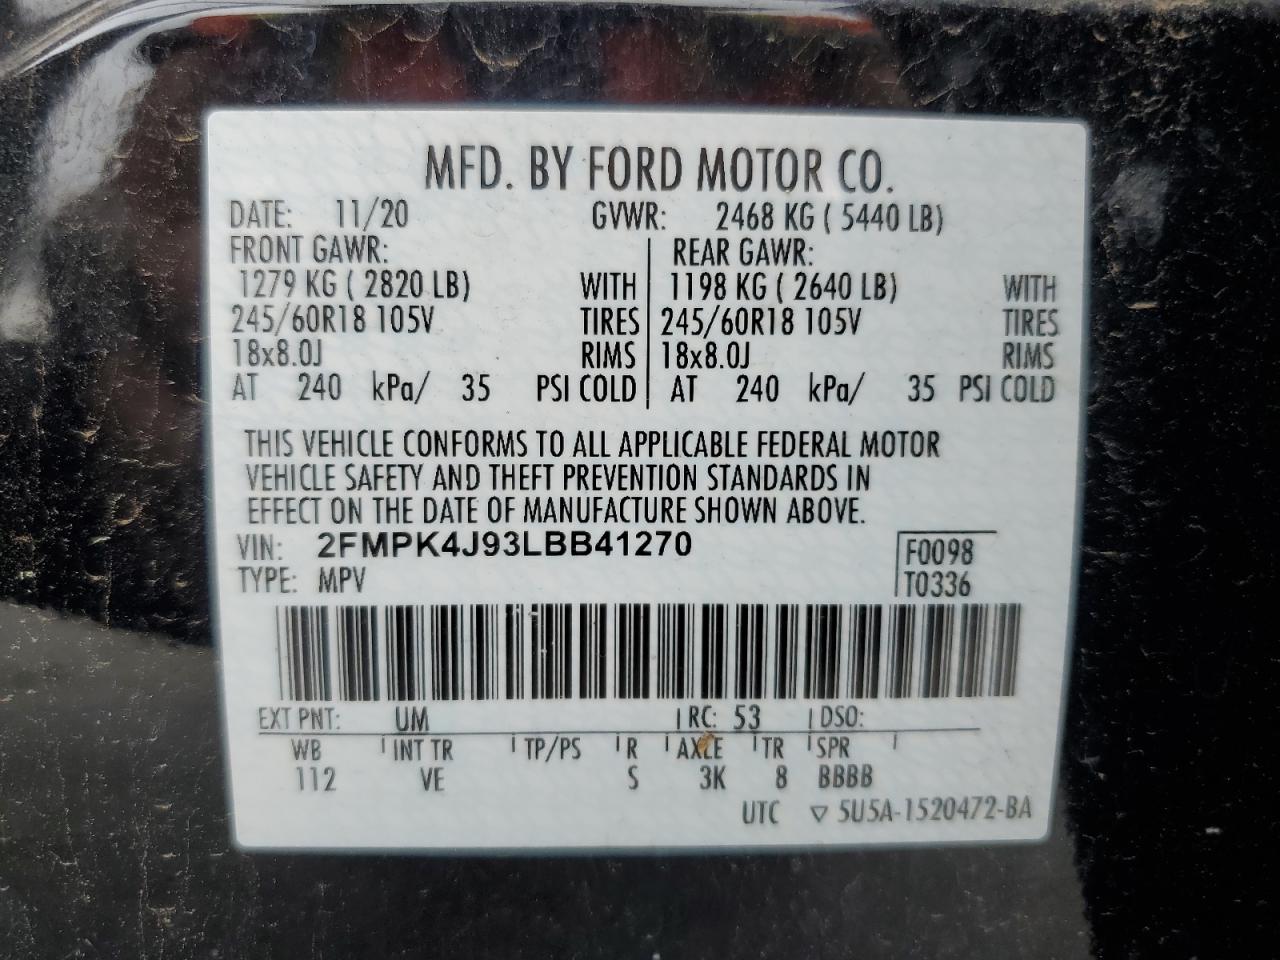 MFD. BY FORD MOTOR CO.
DATE: 11/20 GVWR: 2468 KG ( 5440 LB)
FRONT GAWR: REAR GAWR:
1279 KG ( 2820 LB) WITH 1198 KG ( 2640 LB) WITH
245/60R18 105V TIRES 245/60R18 105V TIRES
18x8.0J RIMS 18x8.0J RIMS
AT 240 kPa/ 35 PSI COLD AT 240 kPa/ 35 PSI COLD
THIS VEHICLE CONFORMS TO ALL APPLICABLE FEDERAL MOTOR
VEHICLE SAFETY AND THEFT PREVENTION STANDARDS IN
EFFECT ON THE DATE OF MANUFACTURE SHOWN ABOVE.
VIN: 2FMPK4J93LBB41270 F0098
TYPE: MPV T0336
EXT PNT: UM RC: 53 DSO:
WB INT TR TP/PS R AXLE TR SPR
112 VE S 3K 8 BBBB
UTC ▽ 5U5A-1520472-BA